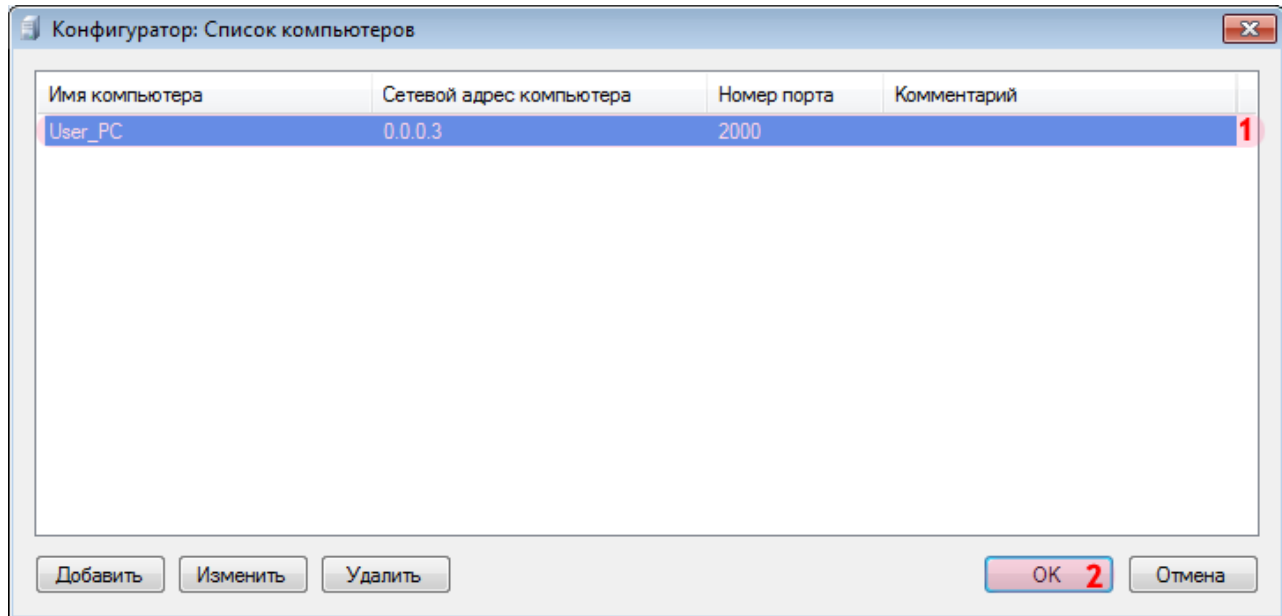 Конфигуратор: Список компьютеров
Имя компьютера Сетевой адрес компьютера Номер порта Комментарий
User_PC 0.0.0.3 2000 1
Добавить Изменить Удалить OK 2 Отмена